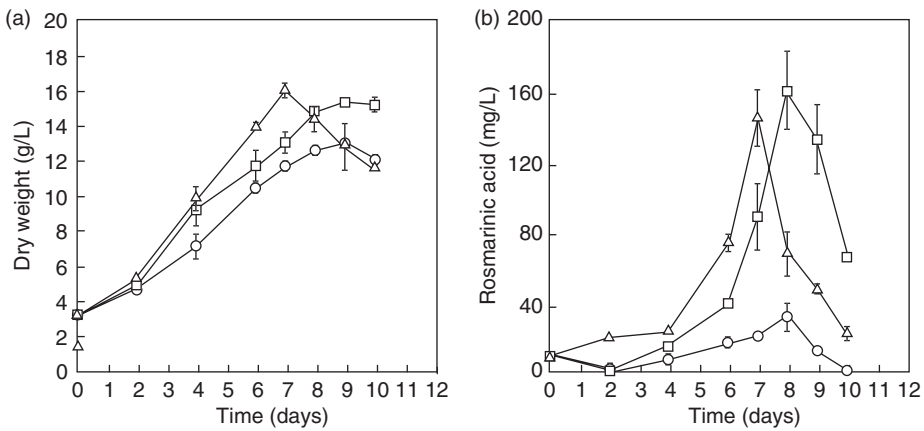 (a)
Dry weight (g/L)
20
18
16
14
12
10
8
6
4
2
0
0 1 2 3 4 5 6 7 8 9 10 11 12
Time (days)
(b)
Rosmarinic acid (mg/L)
200
160
120
80
40
0
0 1 2 3 4 5 6 7 8 9 10 11 12
Time (days)